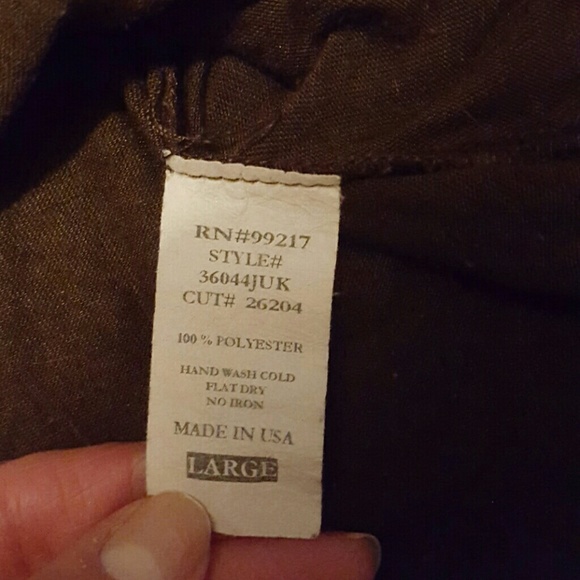 RN#99217
STYLE#
36044JUK
CUT# 26204
100 % POLYESTER
HAND WASH COLD
FLAT DRY
NO IRON
MADE IN USA
LARGE